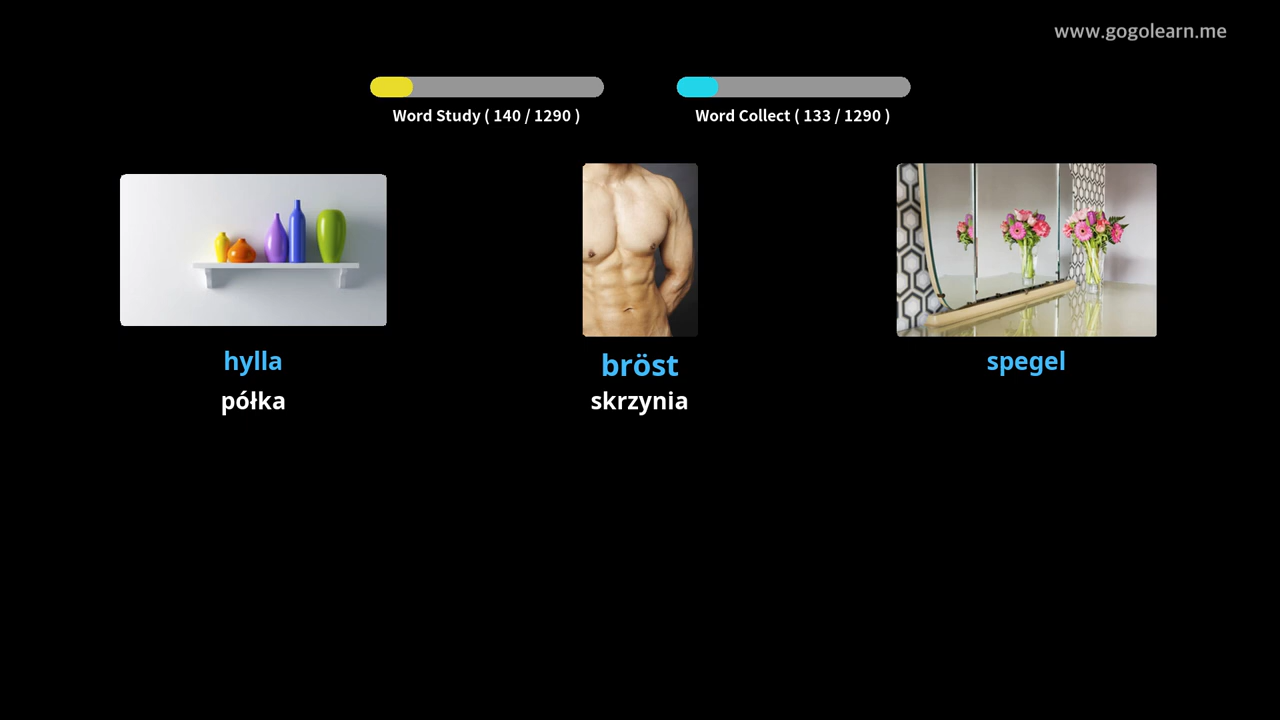 www.gogolearn.me
Word Study ( 140 / 1290 )
Word Collect ( 133 / 1290 )
hylla
półka
bröst
skrzynia
spegel